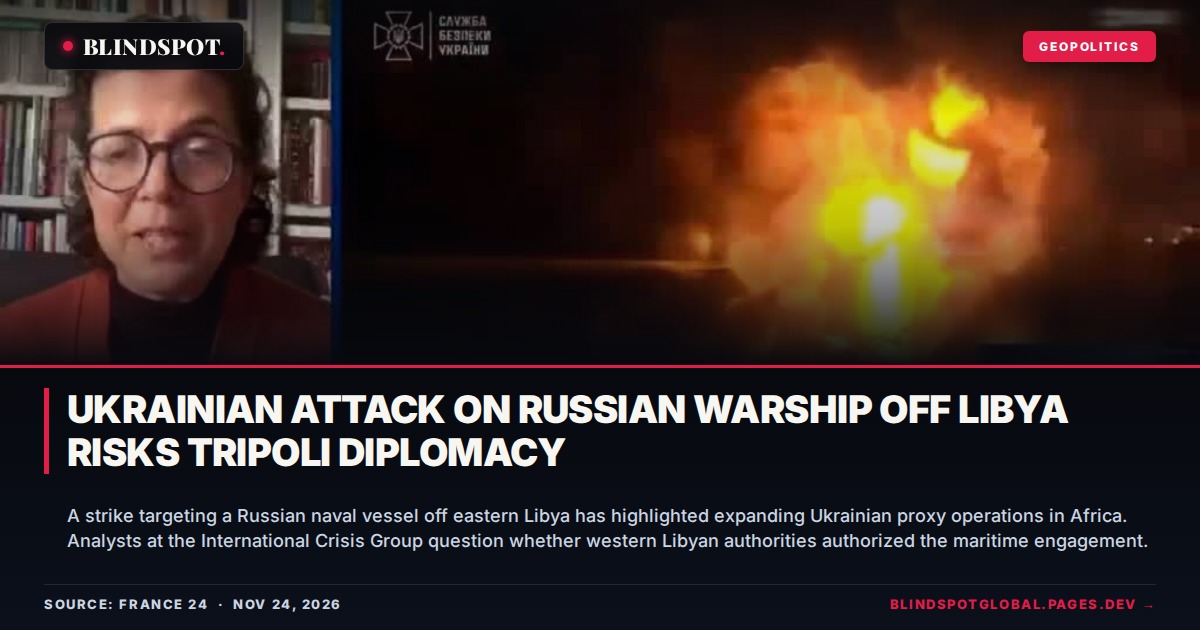 BLINDSPOT.
СЛУЖБА
БЕЗПЕКИ
УКРАЇНИ
GEOPOLITICS
UKRAINIAN ATTACK ON RUSSIAN WARSHIP OFF LIBYA
RISKS TRIPOLI DIPLOMACY
A strike targeting a Russian naval vessel off eastern Libya has highlighted expanding Ukrainian proxy operations in Africa.
Analysts at the International Crisis Group question whether western Libyan authorities authorized the maritime engagement.
SOURCE: FRANCE 24 · NOV 24, 2026
BLINDSPOTGLOBAL.PAGES.DEV →